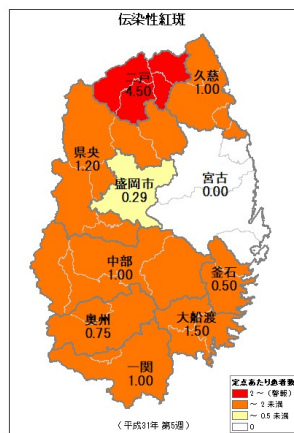 伝染性紅斑
二戸
4.50
久慈
1.00
県央
1.20
盛岡市
0.29
宮古
0.00
中部
1.00
釜石
0.50
奥州
0.75
大船渡
1.50
一関
1.00
定点あたり患者数
2 ~ (警報)
~ 2 未満
~ 0.5 未満
0
(平成31年 第5週)